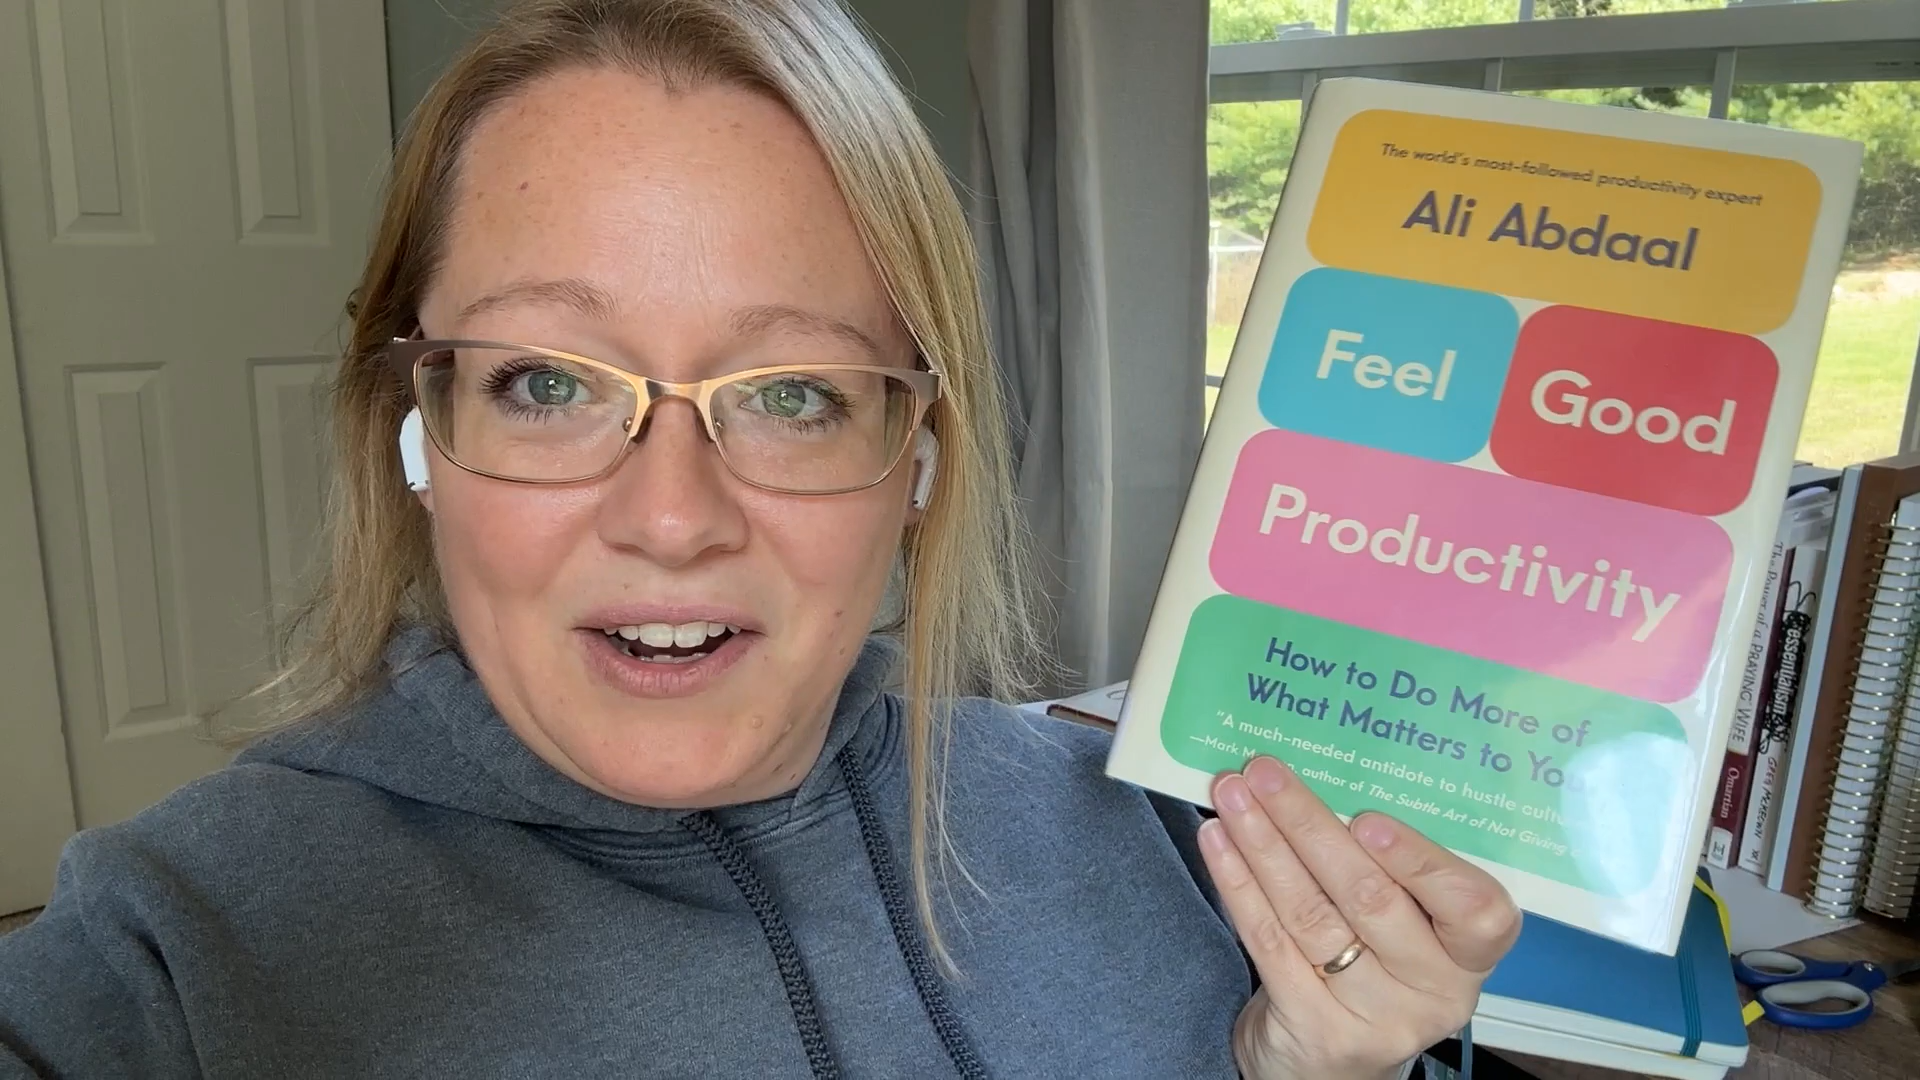 The world's most-followed productivity expert
Ali Abdaal
Feel Good
Productivity
How to Do More of
What Matters to You
"A much-needed antidote to hustle
—Mark author of The Subtle Art of Not Giving
The Power of a PRAYING WIFE
Omartian
essentialism
GREG MCKEOWN